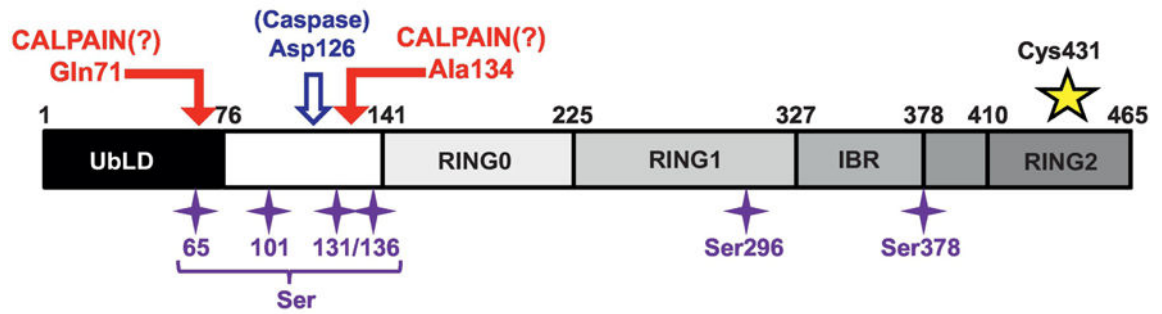 CALPAIN(?)
Gln71
(Caspase)
Asp126
CALPAIN(?)
Ala134
Cys431
1 76 141 225 327 378 410 465
UbLD RING0 RING1 IBR RING2
65 101 131/136 Ser296 Ser378
Ser